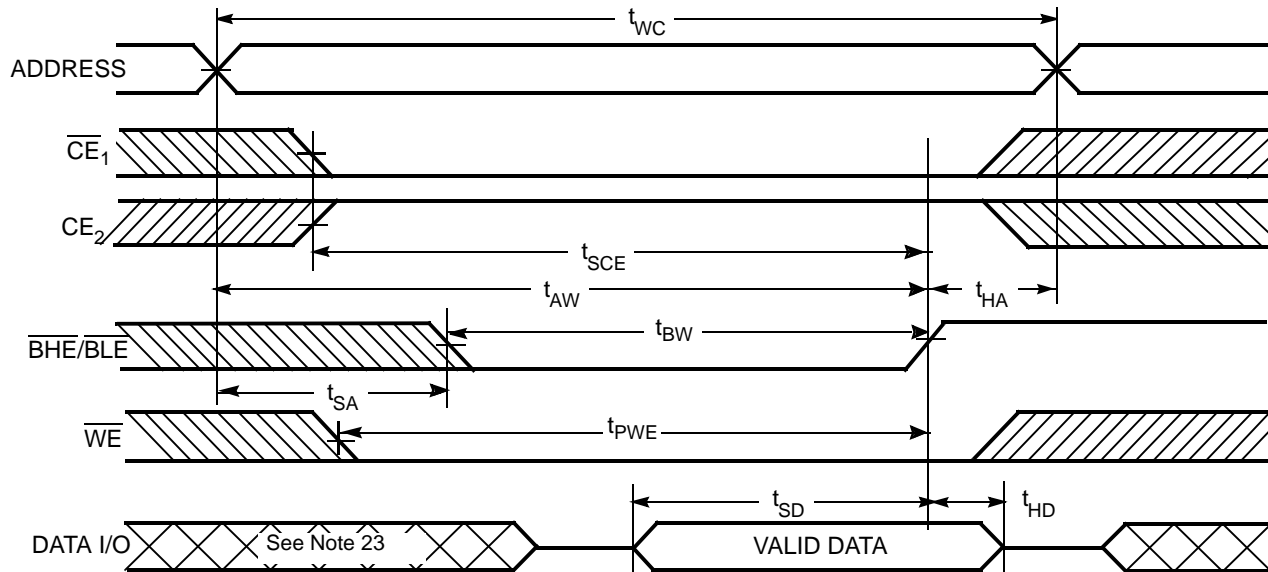 tWC
ADDRESS
CE1
CE2
tSCE
tAW
tHA
BHE/BLE
tBW
tSA
WE
tPWE
tSD
tHD
DATA I/O
See Note 23
VALID DATA